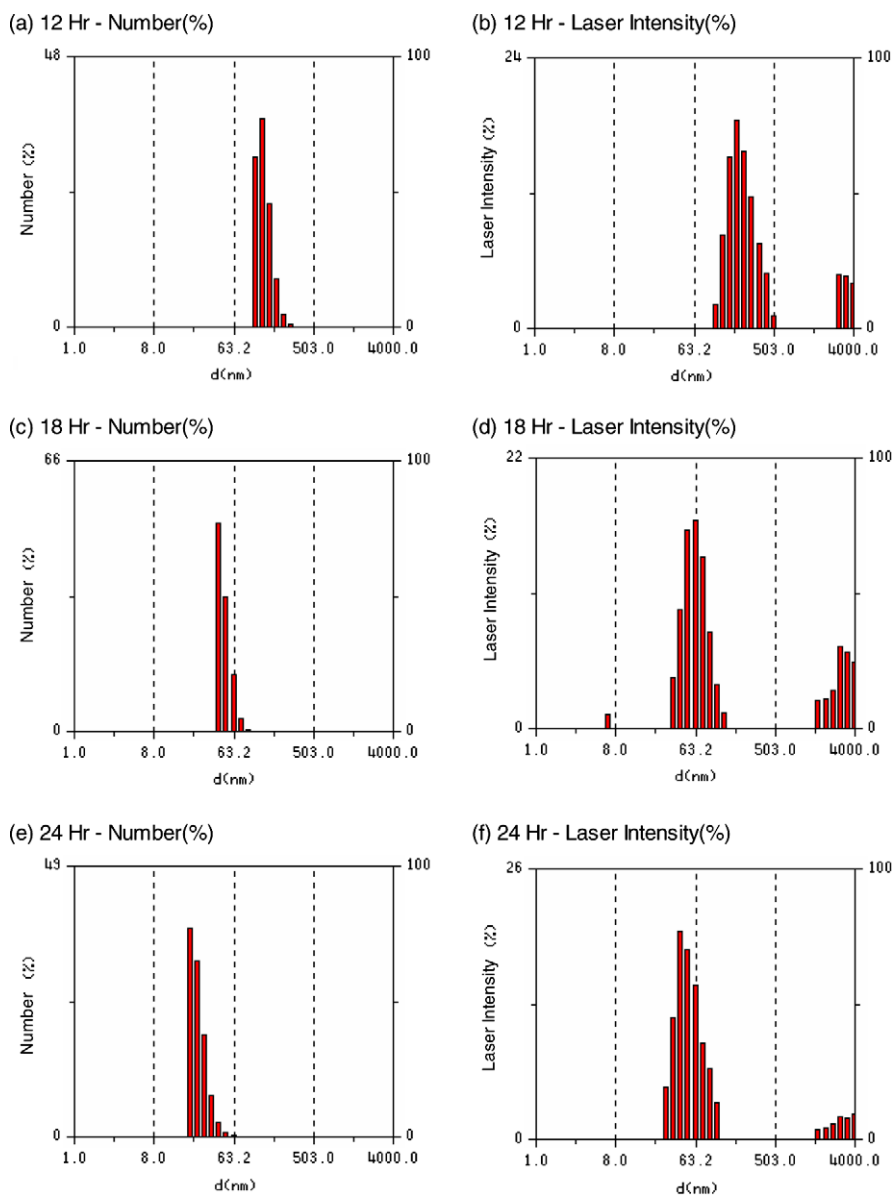 (a) 12 Hr - Number(%)
48
100
Number (%)
0
0
1.0 8.0 63.2 503.0 4000.0
d(nm)
(b) 12 Hr - Laser Intensity(%)
24
100
Laser Intensity (%)
0
0
1.0 8.0 63.2 503.0 4000.0
d(nm)
(c) 18 Hr - Number(%)
66
100
Number (%)
0
0
1.0 8.0 63.2 503.0 4000.0
d(nm)
(d) 18 Hr - Laser Intensity(%)
22
100
Laser Intensity (%)
0
0
1.0 8.0 63.2 503.0 4000.0
d(nm)
(e) 24 Hr - Number(%)
49
100
Number (%)
0
0
1.0 8.0 63.2 503.0 4000.0
d(nm)
(f) 24 Hr - Laser Intensity(%)
26
100
Laser Intensity (%)
0
0
1.0 8.0 63.2 503.0 4000.0
d(nm)